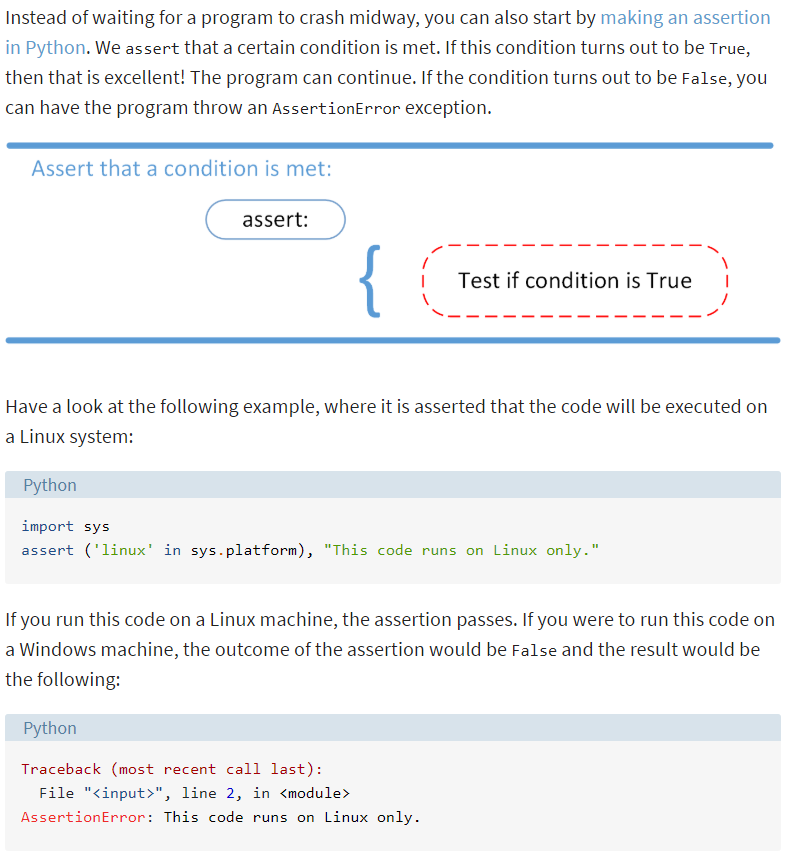 Instead of waiting for a program to crash midway, you can also start by making an assertion
in Python. We assert that a certain condition is met. If this condition turns out to be True,
then that is excellent! The program can continue. If the condition turns out to be False, you
can have the program throw an AssertionError exception.
Assert that a condition is met:
assert:
{
Test if condition is True
Have a look at the following example, where it is asserted that the code will be executed on
a Linux system:
Python
import sys
assert ('linux' in sys.platform), "This code runs on Linux only."
If you run this code on a Linux machine, the assertion passes. If you were to run this code on
a Windows machine, the outcome of the assertion would be False and the result would be
the following:
Python
Traceback (most recent call last):
  File "<input>", line 2, in <module>
AssertionError: This code runs on Linux only.